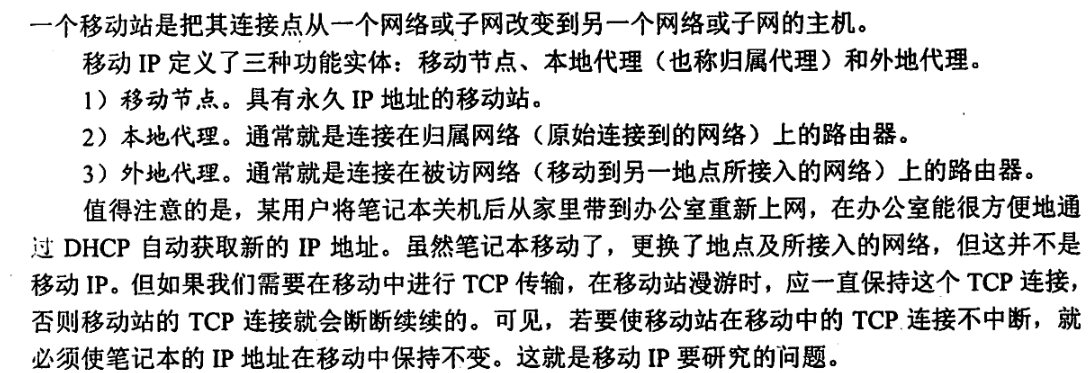 一个移动站是把其连接点从一个网络或子网改变到另一个网络或子网的主机。
移动 IP 定义了三种功能实体：移动节点、本地代理（也称归属代理）和外地代理。
1）移动节点。具有永久 IP 地址的移动站。
2）本地代理。通常就是连接在归属网络（原始连接到的网络）上的路由器。
3）外地代理。通常就是连接在被访网络（移动到另一地点所接入的网络）上的路由器。
值得注意的是，某用户将笔记本关机后从家里带到办公室重新上网，在办公室能很方便地通
过 DHCP 自动获取新的 IP 地址。虽然笔记本移动了，更换了地点及所接入的网络，但这并不是
移动 IP。但如果我们需要在移动中进行 TCP 传输，在移动站漫游时，应一直保持这个 TCP 连接，
否则移动站的 TCP 连接就会断断续续的。可见，若要使移动站在移动中的 TCP 连接不中断，就
必须使笔记本的 IP 地址在移动中保持不变。这就是移动 IP 要研究的问题。